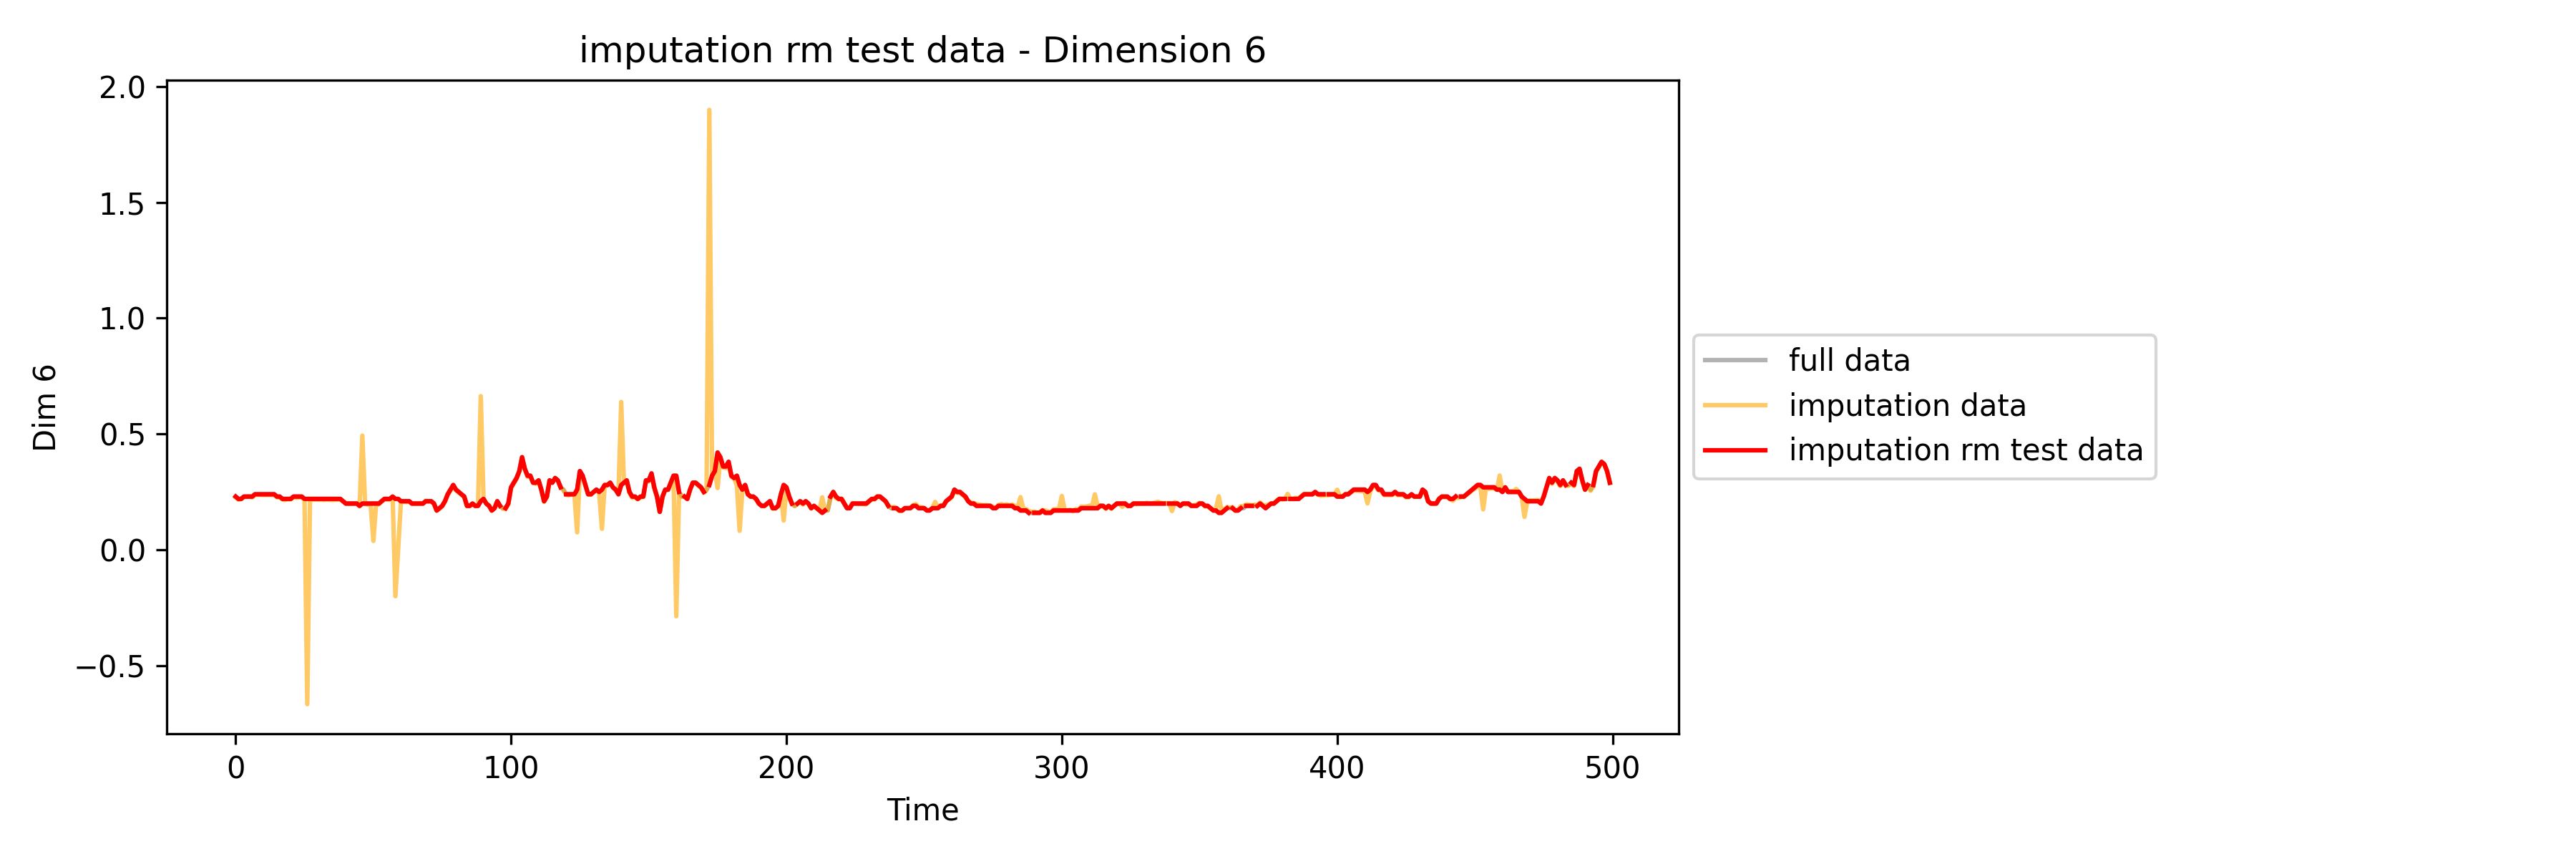 imputation rm test data - Dimension 6
2.0
1.5
1.0
0.5
0.0
−0.5
Dim 6
0
100
200
300
400
500
Time
full data
imputation data
imputation rm test data